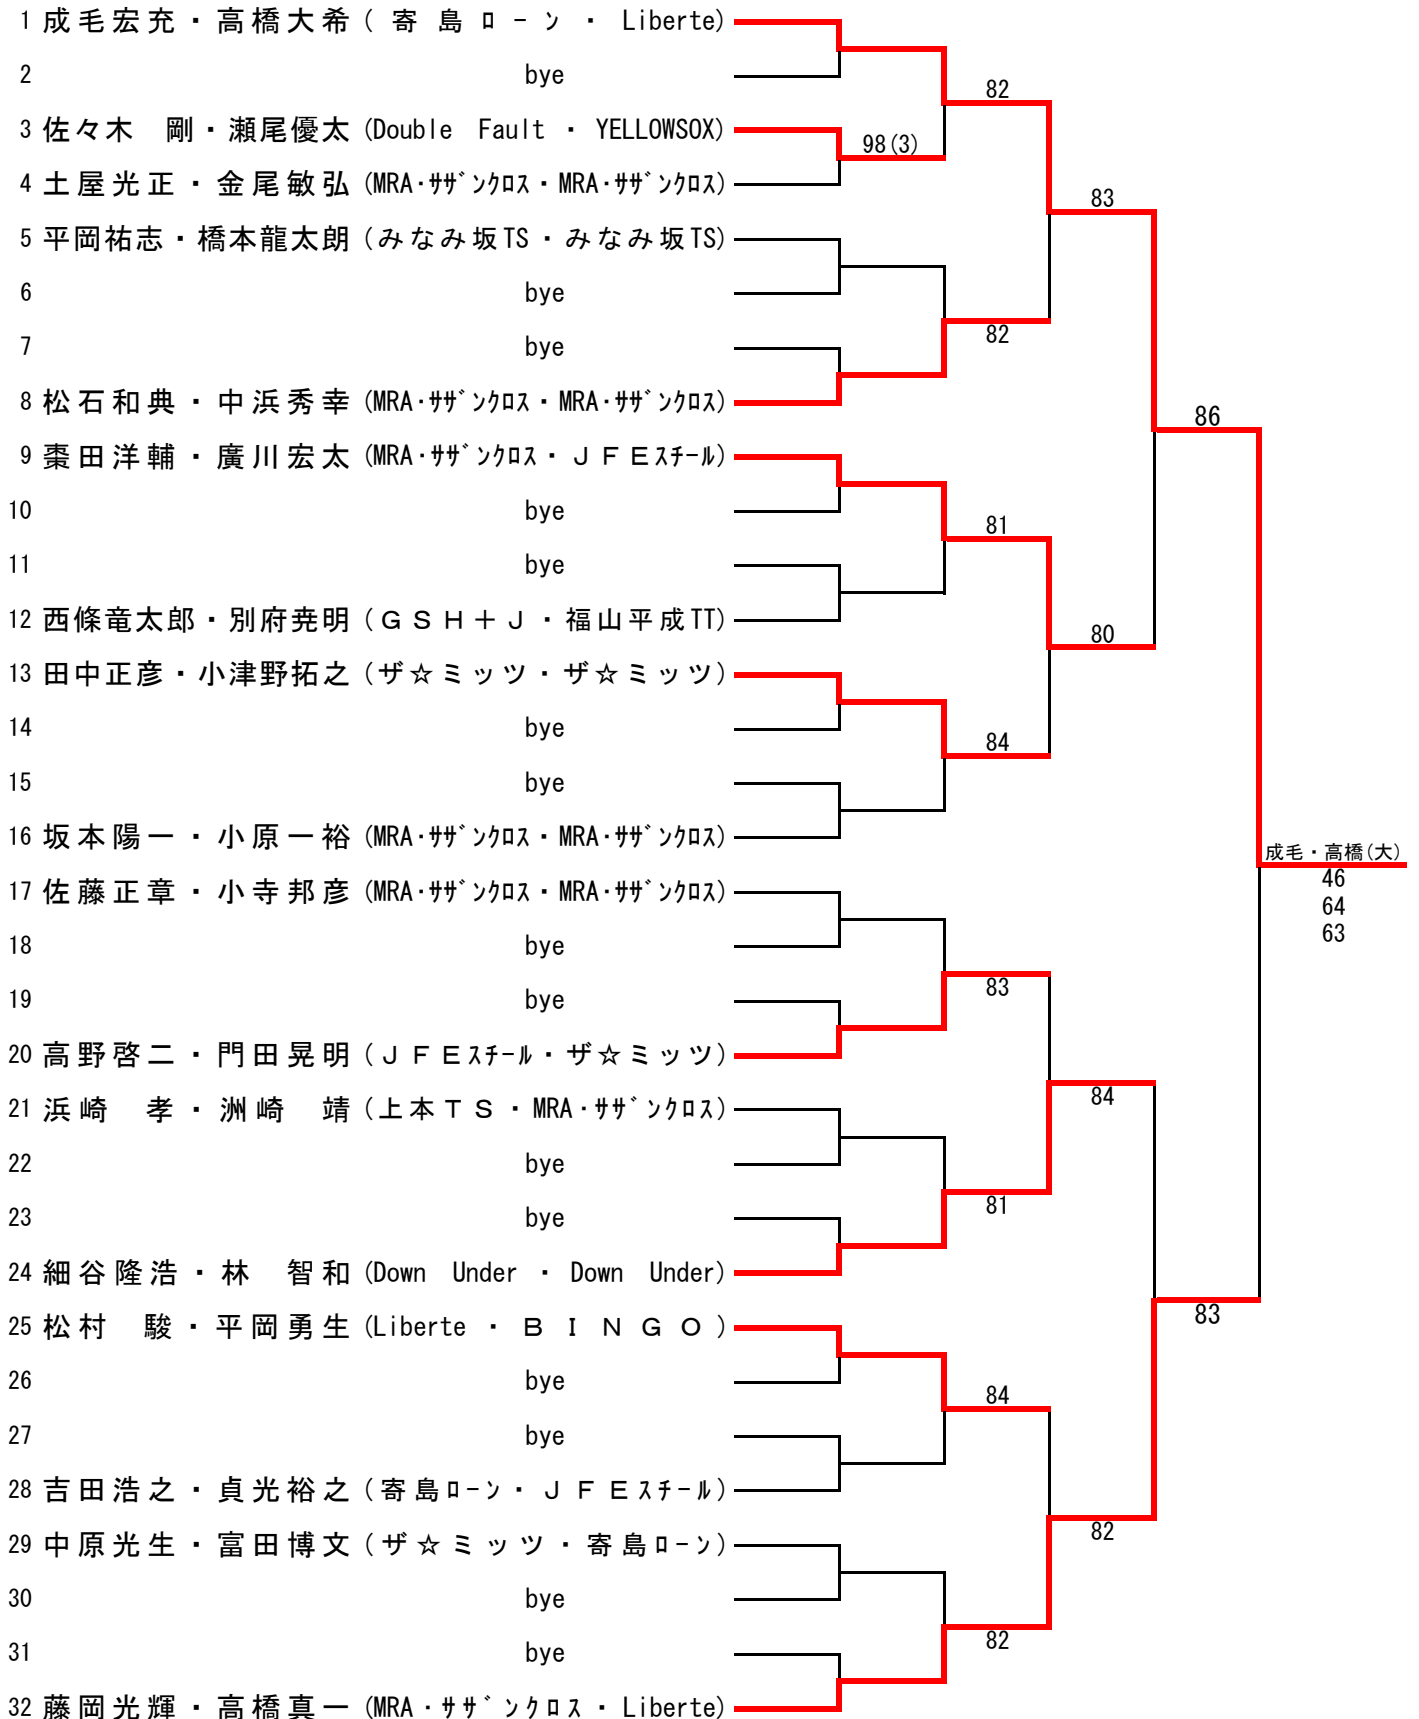 1 成毛宏充・高橋大希 ( 寄島ローン ・ Liberte)
2 bye
82
3 佐々木 剛・瀬尾優太 (Double Fault ・ YELLOWSOX)
98(3)
4 土屋光正・金尾敏弘 (MRA･ｻｻﾞﾝｸﾛｽ・MRA･ｻｻﾞﾝｸﾛｽ)
83
5 平岡祐志・橋本龍太朗 (みなみ坂TS・みなみ坂TS)
6 bye
82
7 bye
8 松石和典・中浜秀幸 (MRA･ｻｻﾞﾝｸﾛｽ・MRA･ｻｻﾞﾝｸﾛｽ)
86
9 棗田洋輔・廣川宏太 (MRA･ｻｻﾞﾝｸﾛｽ・ＪＦＥｽﾁｰﾙ)
10 bye
81
11 bye
12 西條竜太郎・別府尭明 (ＧＳＨ＋Ｊ・福山平成TT)
80
13 田中正彦・小津野拓之 (ザ☆ミッツ・ザ☆ミッツ)
14 bye
84
15 bye
16 坂本陽一・小原一裕 (MRA･ｻｻﾞﾝｸﾛｽ・MRA･ｻｻﾞﾝｸﾛｽ)
成毛・高橋(大)
46
64
63
17 佐藤正章・小寺邦彦 (MRA･ｻｻﾞﾝｸﾛｽ・MRA･ｻｻﾞﾝｸﾛｽ)
18 bye
83
19 bye
20 高野啓二・門田晃明 (ＪＦＥｽﾁｰﾙ・ザ☆ミッツ)
84
21 浜崎 孝・洲崎 靖 (上本ＴＳ・MRA･ｻｻﾞﾝｸﾛｽ)
22 bye
81
23 bye
24 細谷隆浩・林 智和 (Down Under ・ Down Under)
83
25 松村 駿・平岡勇生 (Liberte ・ ＢＩＮＧＯ)
26 bye
84
27 bye
28 吉田浩之・貞光裕之 (寄島ﾛｰﾝ・ＪＦＥｽﾁｰﾙ)
82
29 中原光生・富田博文 (ザ☆ミッツ・寄島ﾛｰﾝ)
30 bye
82
31 bye
32 藤岡光輝・高橋真一 (MRA･ｻｻﾞﾝｸﾛｽ ・ Liberte)